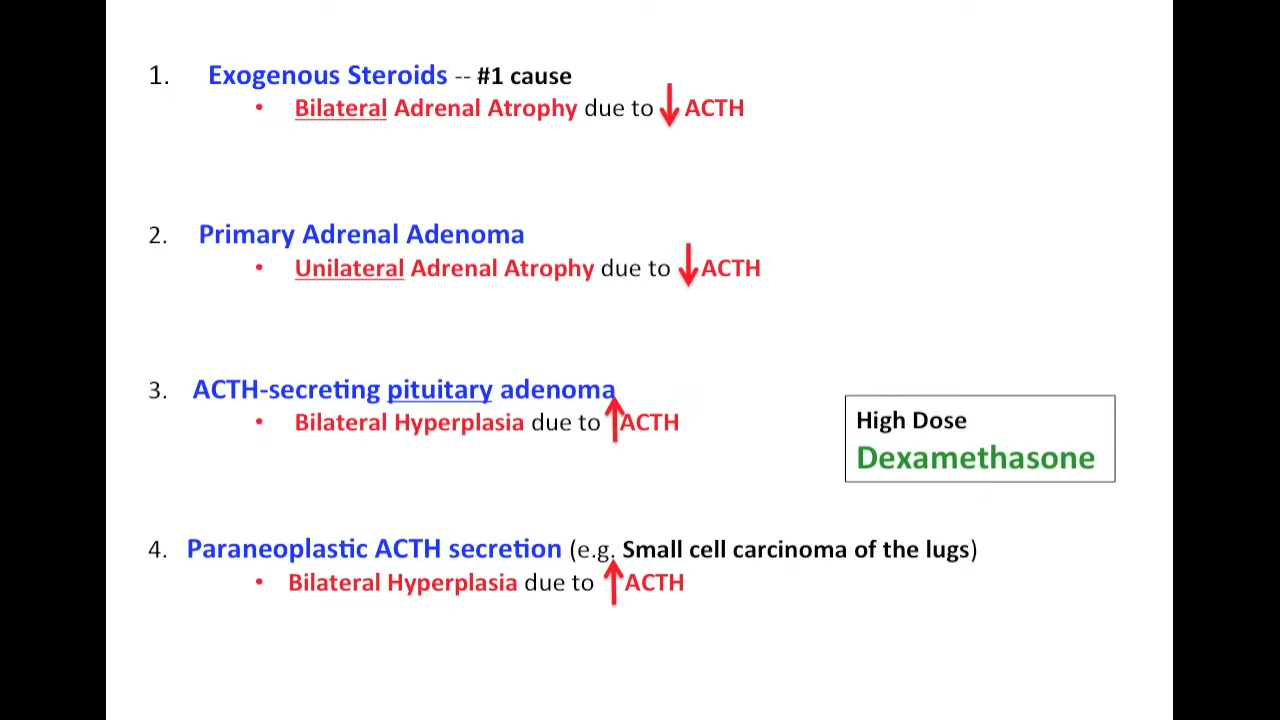 1. Exogenous Steroids -- #1 cause
• Bilateral Adrenal Atrophy due to ↓ ACTH
2. Primary Adrenal Adenoma
• Unilateral Adrenal Atrophy due to ↓ ACTH
3. ACTH-secreting pituitary adenoma
• Bilateral Hyperplasia due to ↑ ACTH
High Dose
Dexamethasone
4. Paraneoplastic ACTH secretion (e.g. Small cell carcinoma of the lugs)
• Bilateral Hyperplasia due to ↑ ACTH